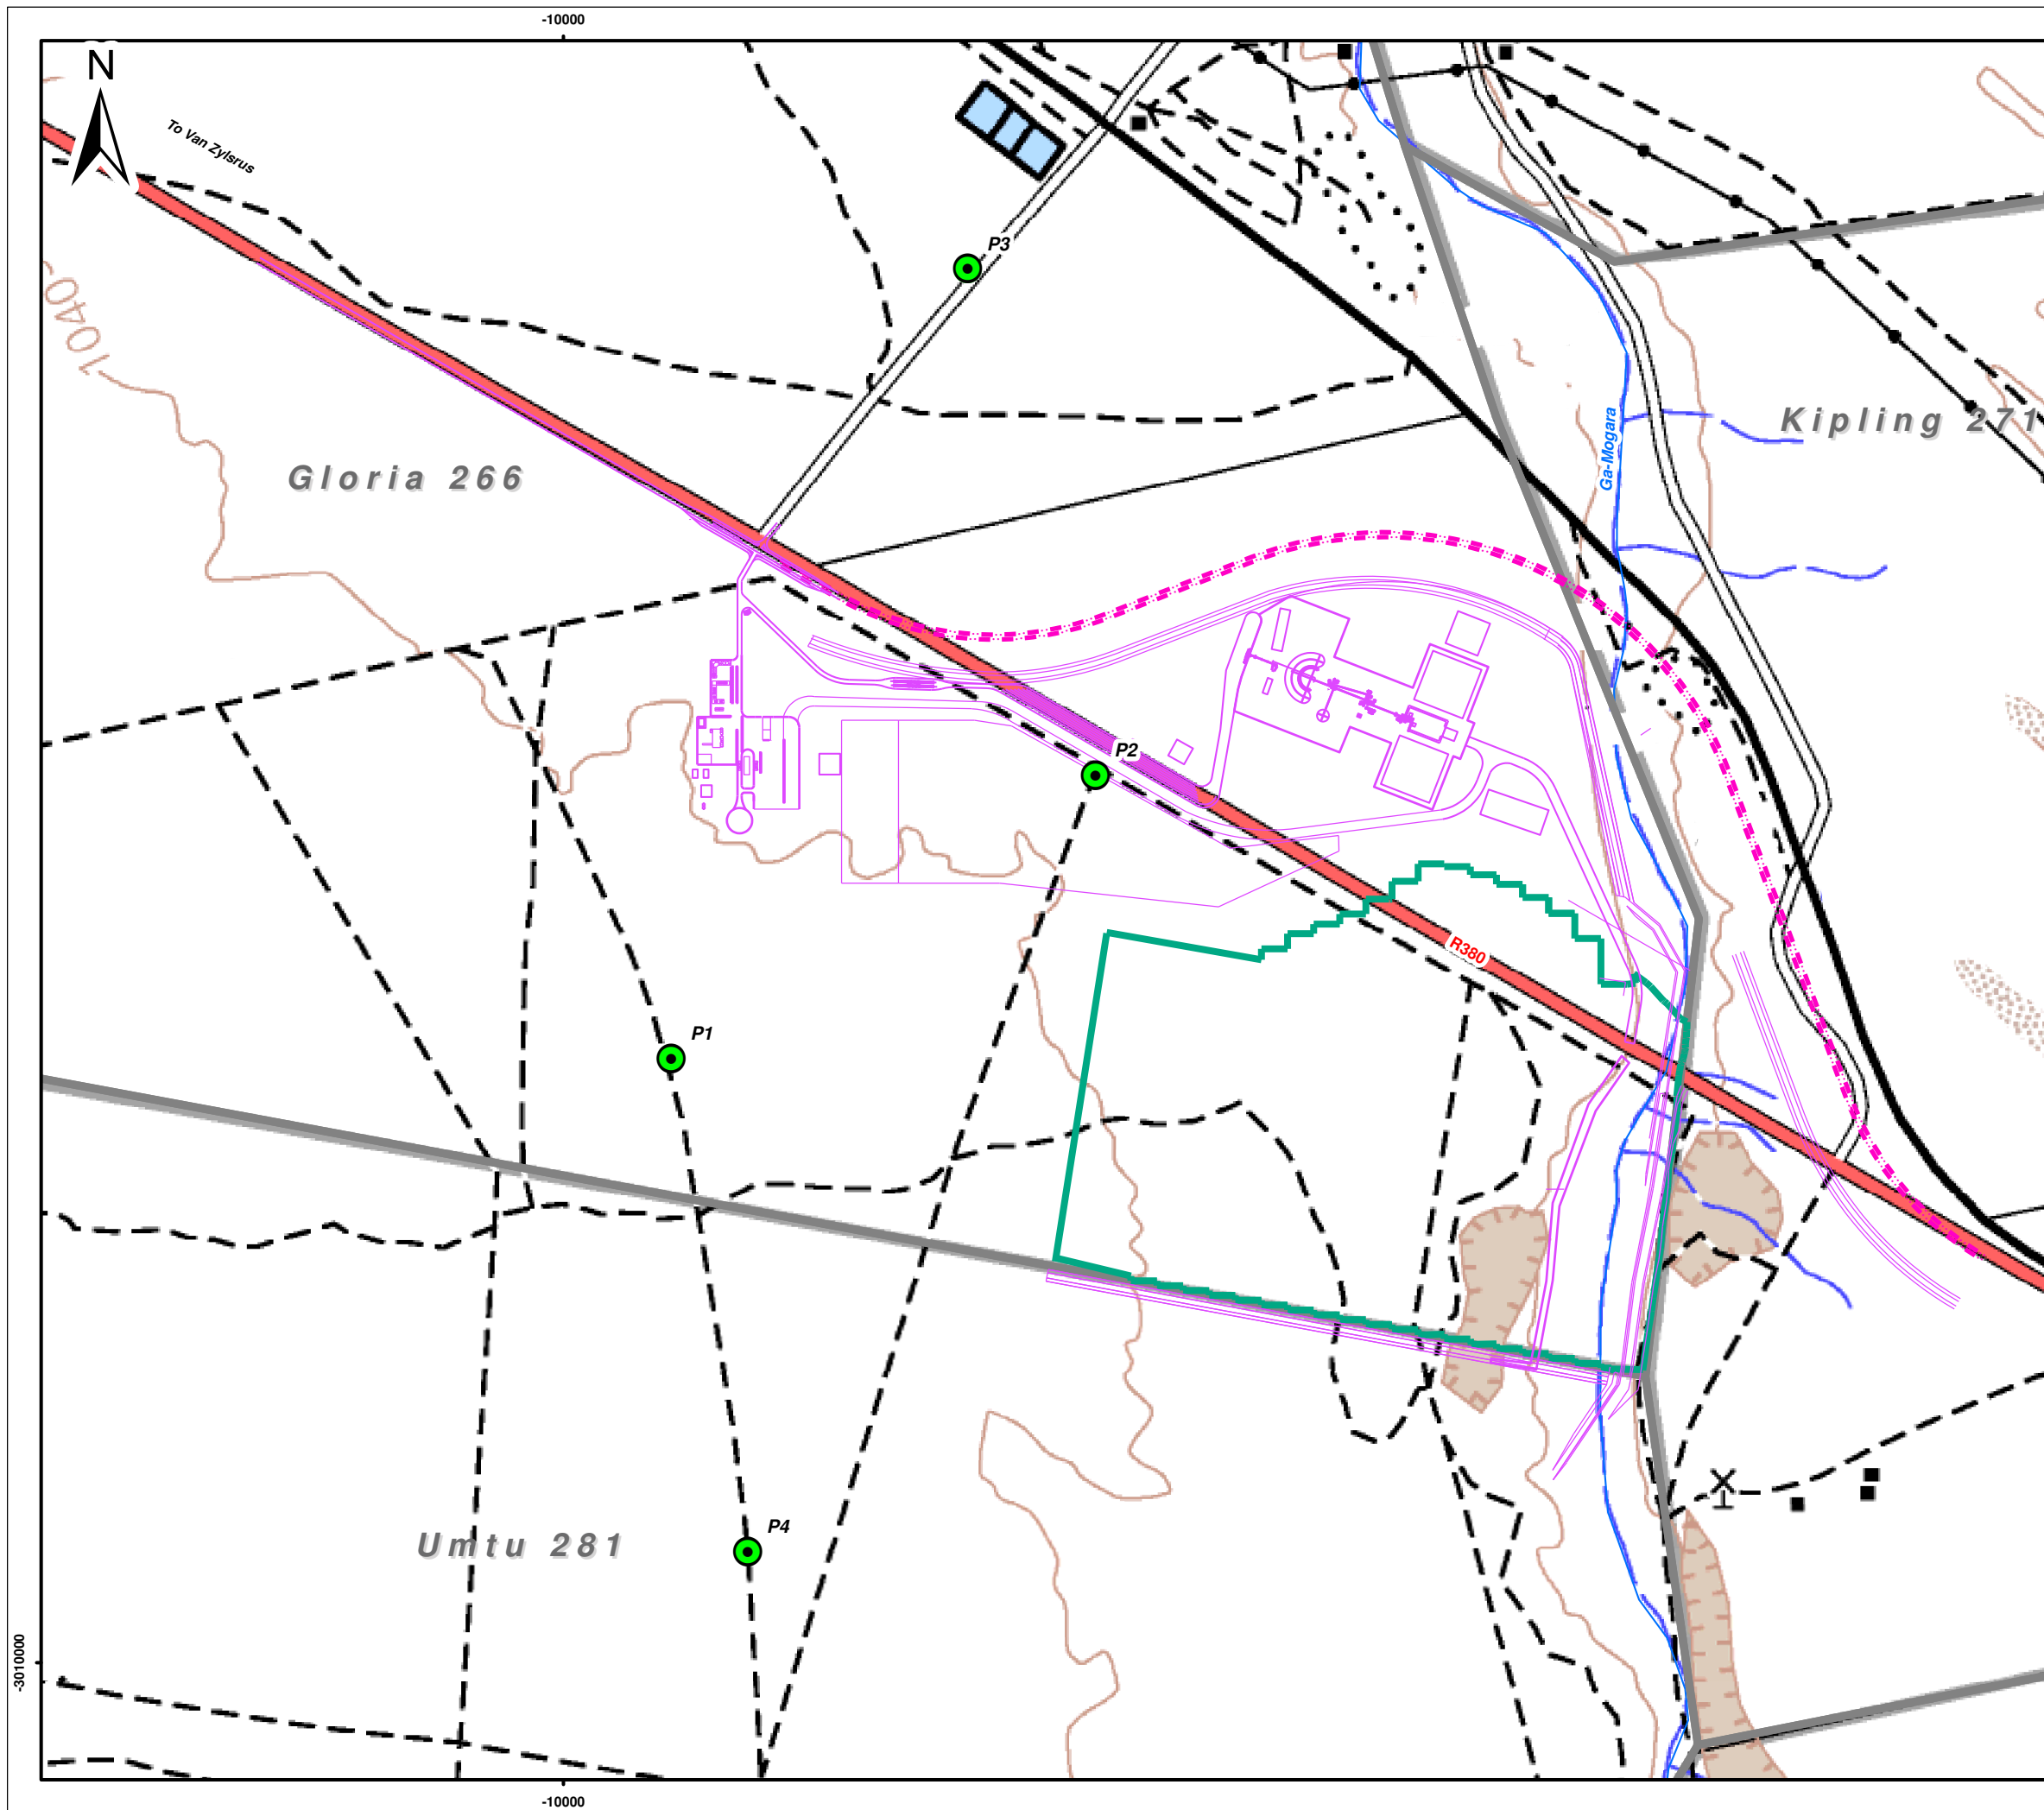 -10000
N
To Van Zylsrus
P3
1040
Kipling 271
Ga-Mogara
Gloria 266
P2
R380
P1
P4
Umtu 281
-3010000
-10000